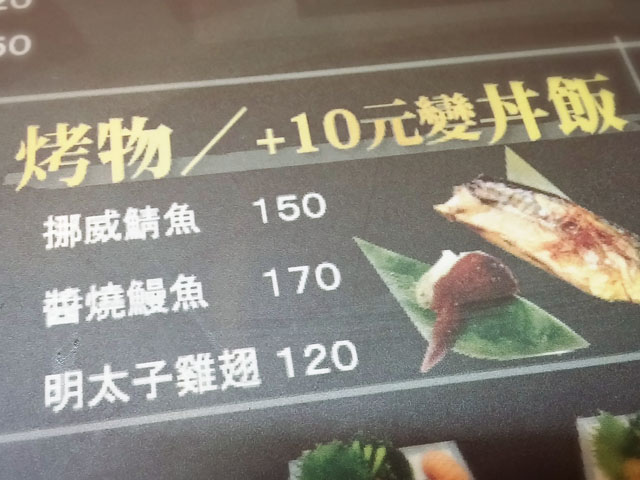 50
烤物／+10元變丼飯
挪威鯖魚 150
醬燒鰻魚 170
明太子雞翅 120